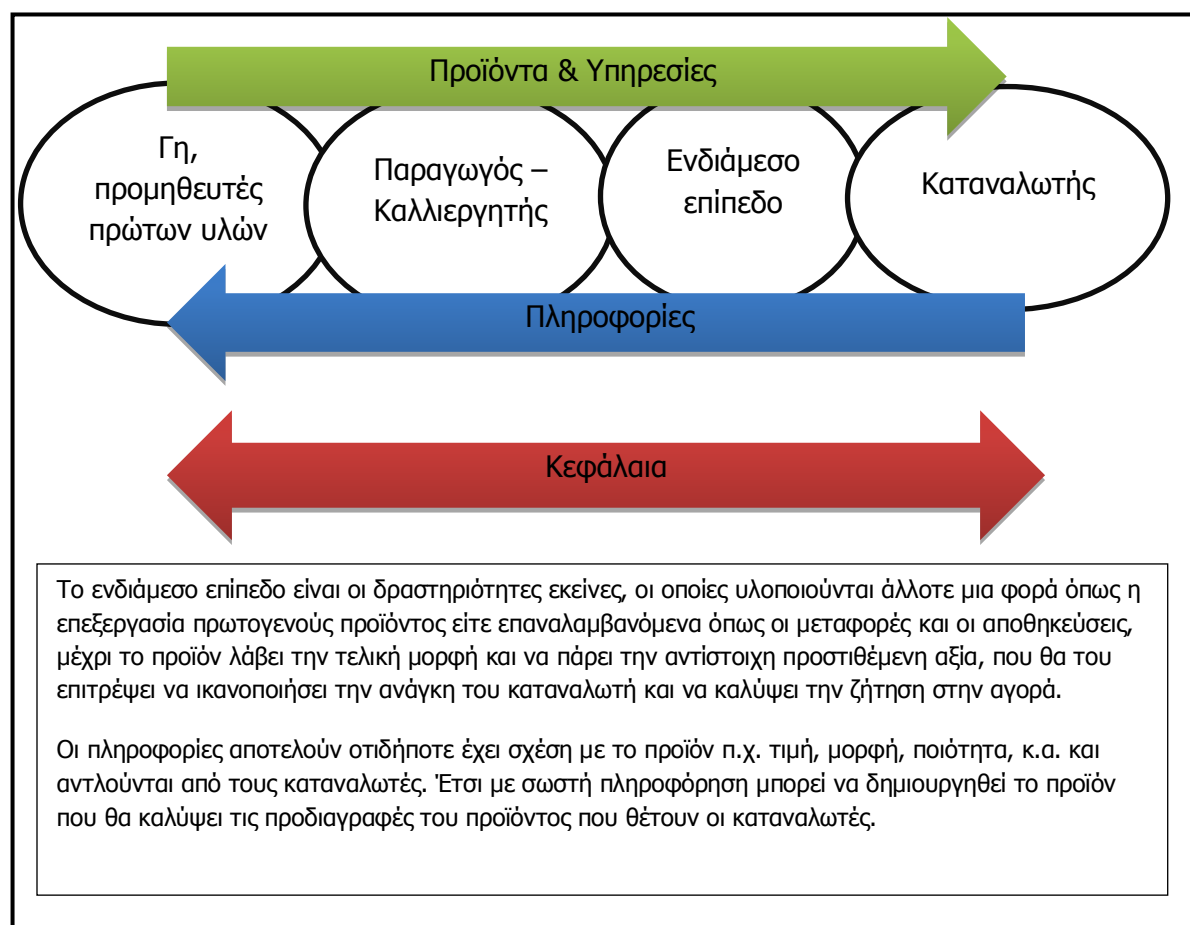 Προϊόντα & Υπηρεσίες
Γη,
προμηθευτές
πρώτων υλών
Παραγωγός –
Καλλιεργητής
Ενδιάμεσο
επίπεδο
Καταναλωτής
Πληροφορίες
Κεφάλαια
Το ενδιάμεσο επίπεδο είναι οι δραστηριότητες εκείνες, οι οποίες υλοποιούνται άλλοτε μια φορά όπως η
επεξεργασία πρωτογενούς προϊόντος είτε επαναλαμβανόμενα όπως οι μεταφορές και οι αποθηκεύσεις,
μέχρι το προϊόν λάβει την τελική μορφή και να πάρει την αντίστοιχη προστιθέμενη αξία, που θα του
επιτρέψει να ικανοποιήσει την ανάγκη του καταναλωτή και να καλύψει την ζήτηση στην αγορά.
Οι πληροφορίες αποτελούν οτιδήποτε έχει σχέση με το προϊόν π.χ. τιμή, μορφή, ποιότητα, κ.α. και
αντλούνται από τους καταναλωτές. Έτσι με σωστή πληροφόρηση μπορεί να δημιουργηθεί το προϊόν
που θα καλύψει τις προδιαγραφές του προϊόντος που θέτουν οι καταναλωτές.